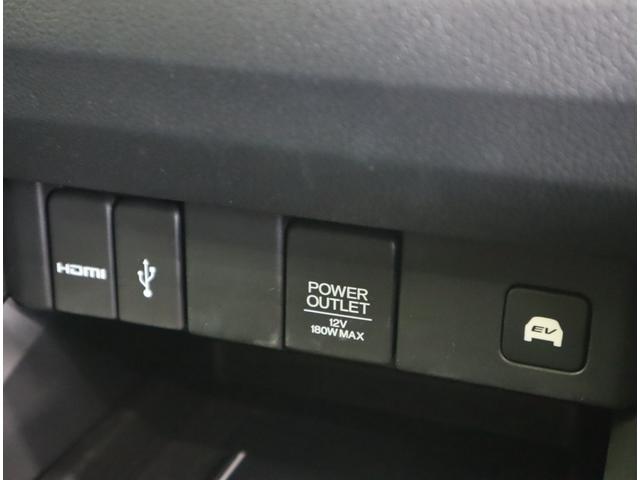 HDMI
POWER
OUTLET
12V
180W MAX
EV